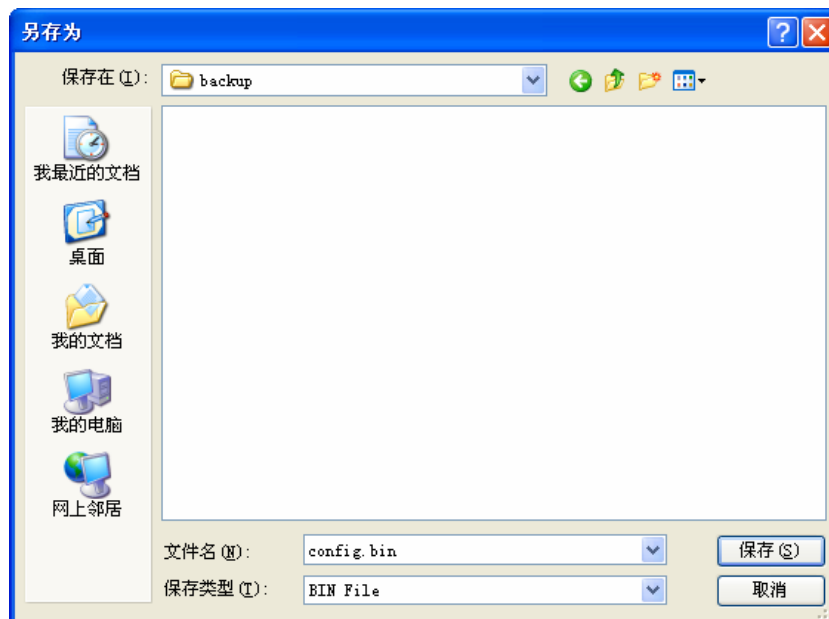 另存为
保存在(I):
backup
我最近的文档
桌面
我的文档
我的电脑
网上邻居
文件名(N):
config.bin
保存(S)
保存类型(T):
BIN File
取消